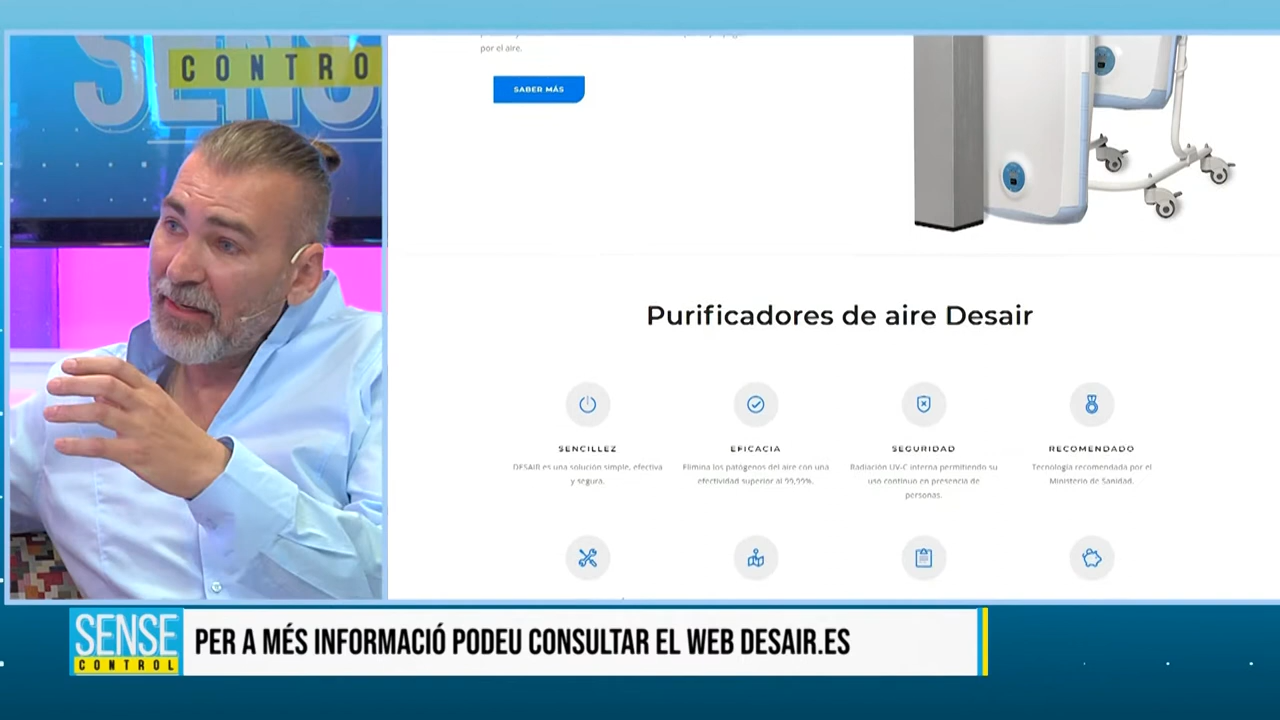 SENS
CONTRO
por el aire.
SABER MÁS
Purificadores de aire Desair
SENCILLEZ
DESAIR es una solución simple, efectiva
y segura.
EFICACIA
Elimina los patógenos del aire con una
efectividad superior al 99,99%.
SEGURIDAD
Radiación UV-C interna permitiendo su
uso continuo en presencia de
personas.
RECOMENDADO
Tecnología recomendada por el
Ministerio de Sanidad.
SENSE
CONTROL
PER A MÉS INFORMACIÓ PODEU CONSULTAR EL WEB DESAIR.ES